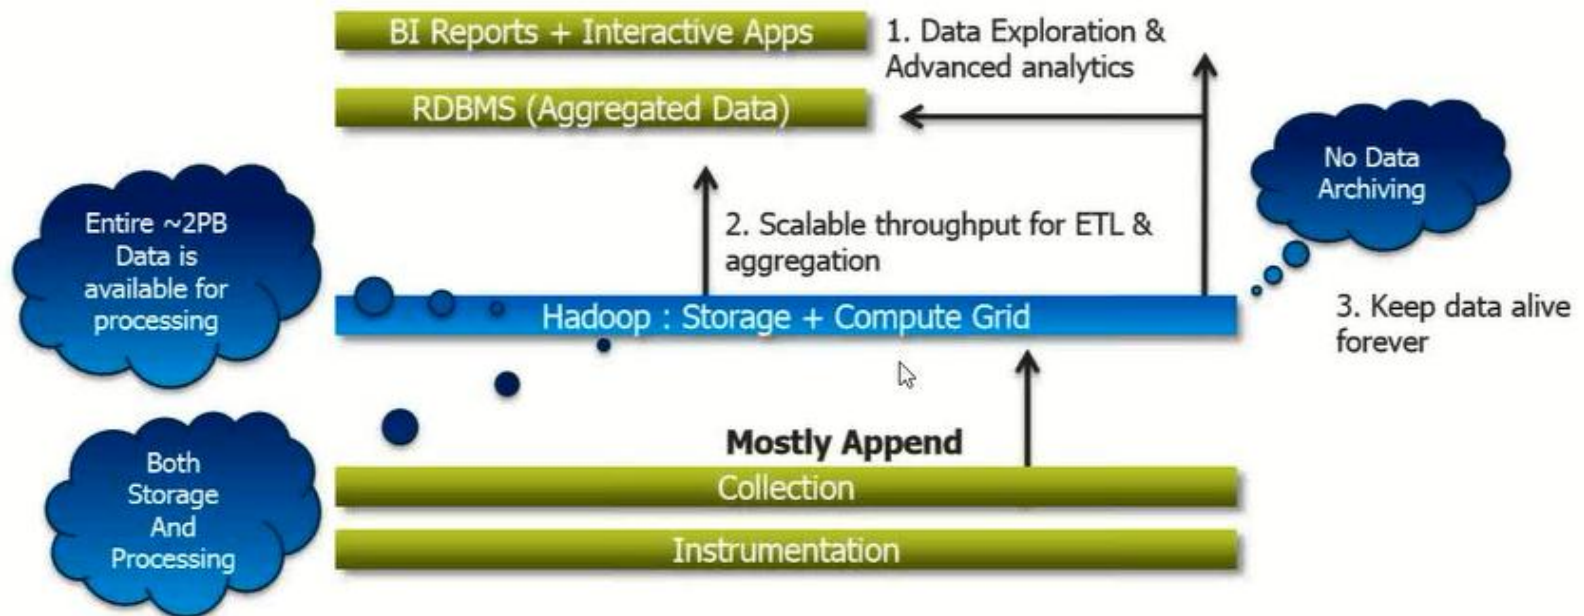 BI Reports + Interactive Apps
1. Data Exploration &
Advanced analytics
RDBMS (Aggregated Data)
No Data
Archiving
Entire ~2PB
Data is
available for
processing
2. Scalable throughput for ETL &
aggregation
Hadoop : Storage + Compute Grid
3. Keep data alive
forever
Mostly Append
Both
Storage
And
Processing
Collection
Instrumentation